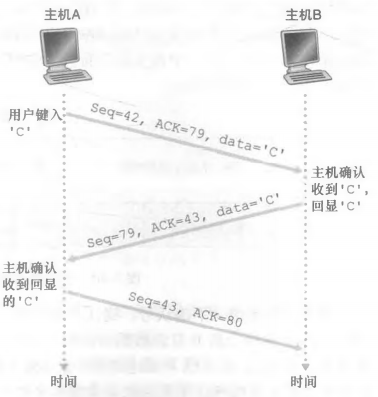 主机A
主机B
用户键入
'C'
Seq=42, ACK=79, data='C'
主机确认
收到'C',
回显'C'
Seq=79, ACK=43, data='C'
主机确认
收到回显
的'C'
Seq=43, ACK=80
时间
时间